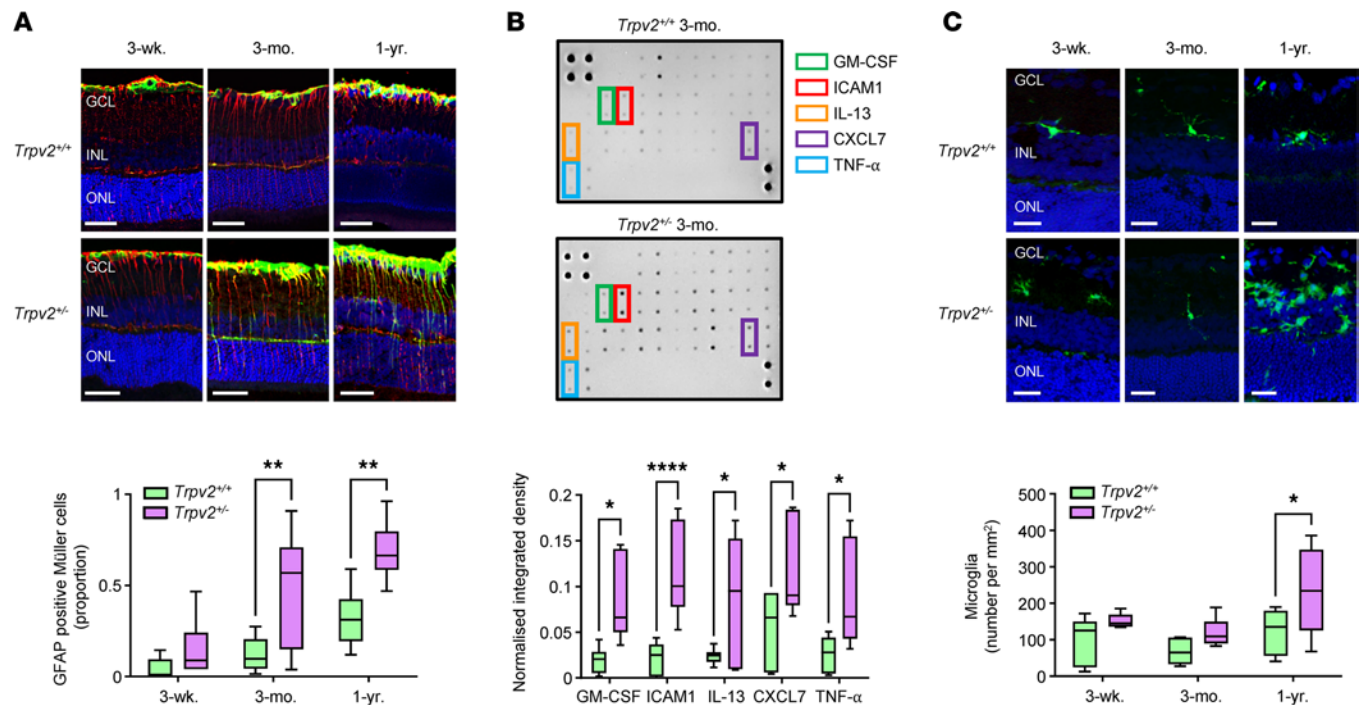 A
3-wk.
3-mo.
1-yr.
Trpv2+/+
GCL
INL
ONL
Trpv2+/-
GCL
INL
ONL
**
**
1
0.5
0
Trpv2+/+
Trpv2+/-
GFAP positive Müller cells
(proportion)
3-wk.
3-mo.
1-yr.
B
Trpv2+/+ 3-mo.
GM-CSF
ICAM1
IL-13
CXCL7
TNF-α
Trpv2+/- 3-mo.
*
****
*
*
*
0.2
0.15
0.1
0.05
0
Normalised integrated density
GM-CSF
ICAM1
IL-13
CXCL7
TNF-α
C
3-wk.
3-mo.
1-yr.
Trpv2+/+
GCL
INL
ONL
Trpv2+/-
GCL
INL
ONL
500
400
300
200
100
0
Trpv2+/+
Trpv2+/-
*
Microglia
(number per mm²)
3-wk.
3-mo.
1-yr.